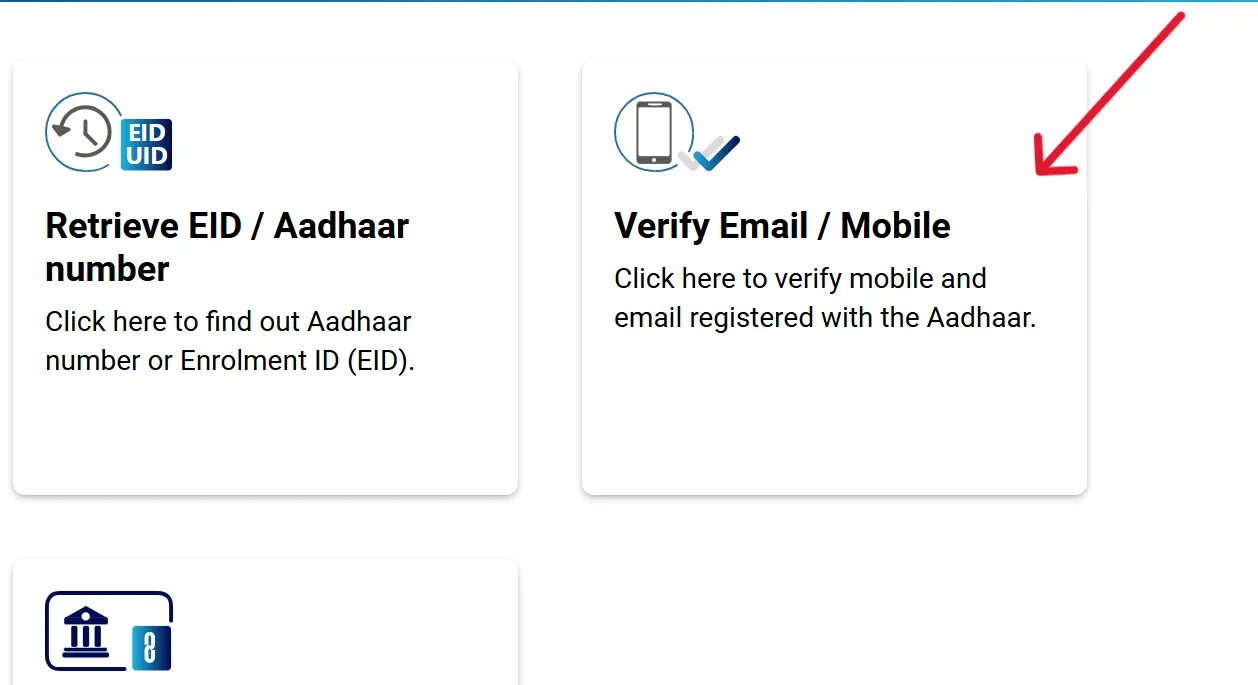 EID
UID
Retrieve EID / Aadhaar
number
Click here to find out Aadhaar
number or Enrolment ID (EID).
Verify Email / Mobile
Click here to verify mobile and
email registered with the Aadhaar.